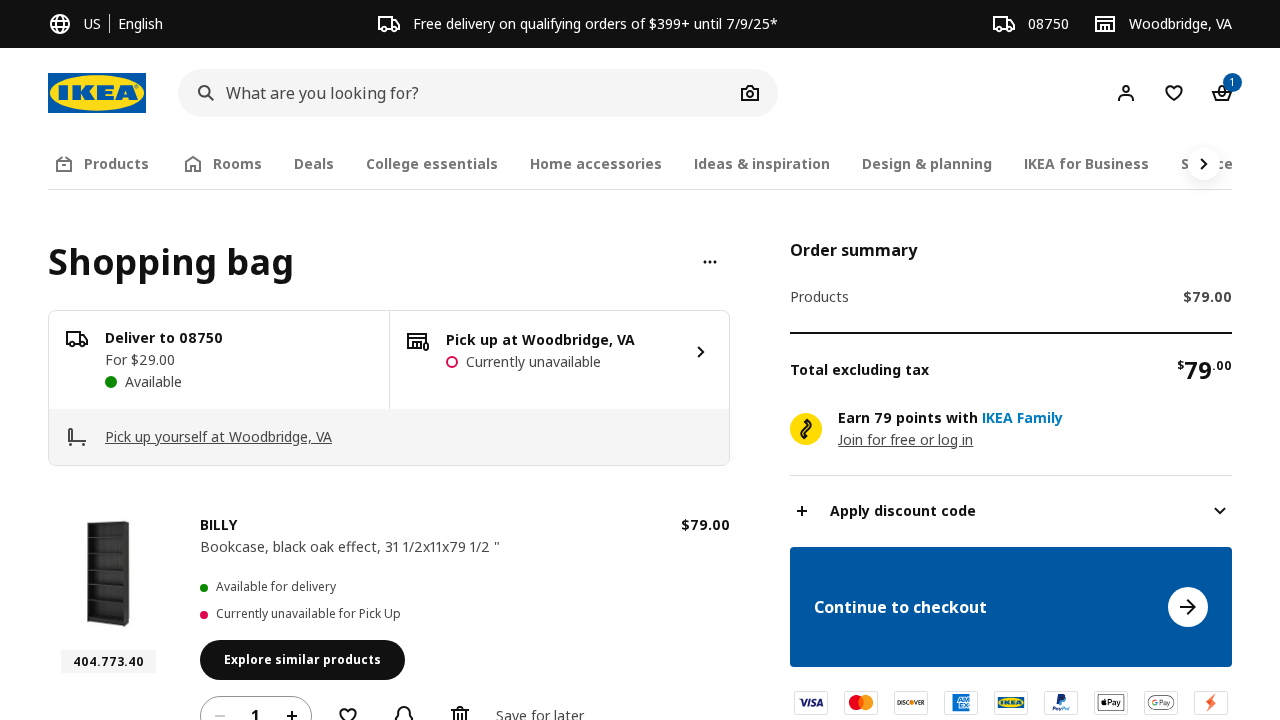 US
English
Free delivery on qualifying orders of $399+ until 7/9/25*
08750
Woodbridge, VA
IKEA
What are you looking for?
1
Products
Rooms
Deals
College essentials
Home accessories
Ideas & inspiration
Design & planning
IKEA for Business
Shopping bag
Deliver to 08750
For $29.00
Available
Pick up at Woodbridge, VA
Currently unavailable
Pick up yourself at Woodbridge, VA
BILLY
$79.00
Bookcase, black oak effect, 31 1/2x11x79 1/2 "
Available for delivery
Currently unavailable for Pick Up
404.773.40
Explore similar products
1
Save for later
Order summary
Products
$79.00
Total excluding tax
$79.00
Earn 79 points with IKEA Family
Join for free or log in
Apply discount code
Continue to checkout
VISA
DISCOVER
AMEX
IKEA
PayPal
Pay
G Pay